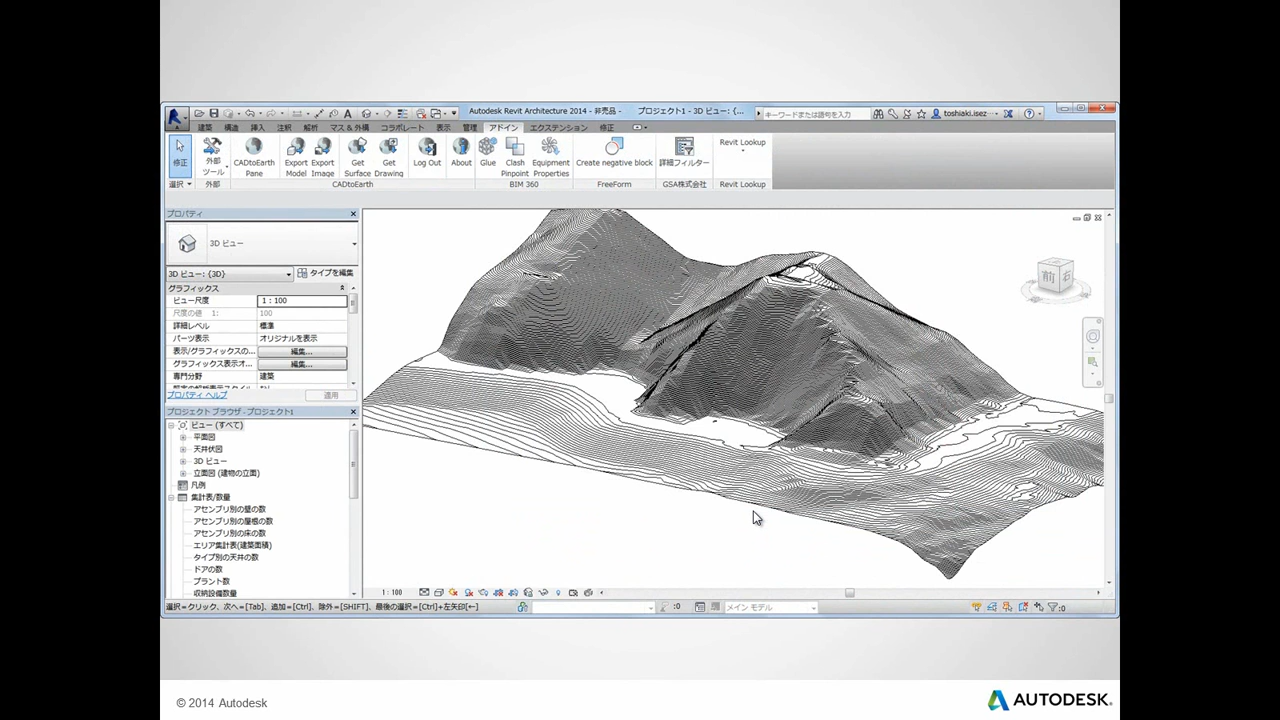 Autodesk Revit Architecture 2014 - 非売品 - プロジェクト1 - 3D ビュー: {...
キーワードまたは語句を入力
toshiaki.isez...
建築 構造 挿入 注釈 解析 マス & 外構 コラボレート 表示 管理 アドイン エクステンション 修正
修正
選択
外部
ツール
外部
CADtoEarth
Pane
Export
Model
Export
Image
Get
Surface
Get
Drawing
Log Out
CADtoEarth
About
Glue
Clash
Pinpoint
Equipment
Properties
BIM 360
Create negative block
FreeForm
詳細フィルター
GSA株式会社
Revit Lookup
Revit Lookup
プロパティ
3D ビュー
3D ビュー: {3D}
タイプを編集
グラフィックス
ビュー尺度 1 : 100
尺度の値 1: 100
詳細レベル 標準
パーツ表示 オリジナルを表示
表示/グラフィックスの... 編集...
グラフィックス表示オ... 編集...
専門分野 建築
プロパティ ヘルプ
適用
プロジェクト ブラウザ - プロジェクト1
ビュー (すべて)
平面図
天井伏図
3D ビュー
立面図 (建物の立面)
凡例
集計表/数量
アセンブリ別の壁の数
アセンブリ別の屋根の数
アセンブリ別の床の数
エリア集計表(建築面積)
タイプ別の天井の数
ドアの数
プラント数
収納設備数量
前 右
1 : 100
選択=クリック、次へ=[Tab]、追加=[Ctrl]、除外=[SHIFT]、最後の選択=[Ctrl]+左矢印[←]
:0
メイン モデル
:0
© 2014 Autodesk
AUTODESK.